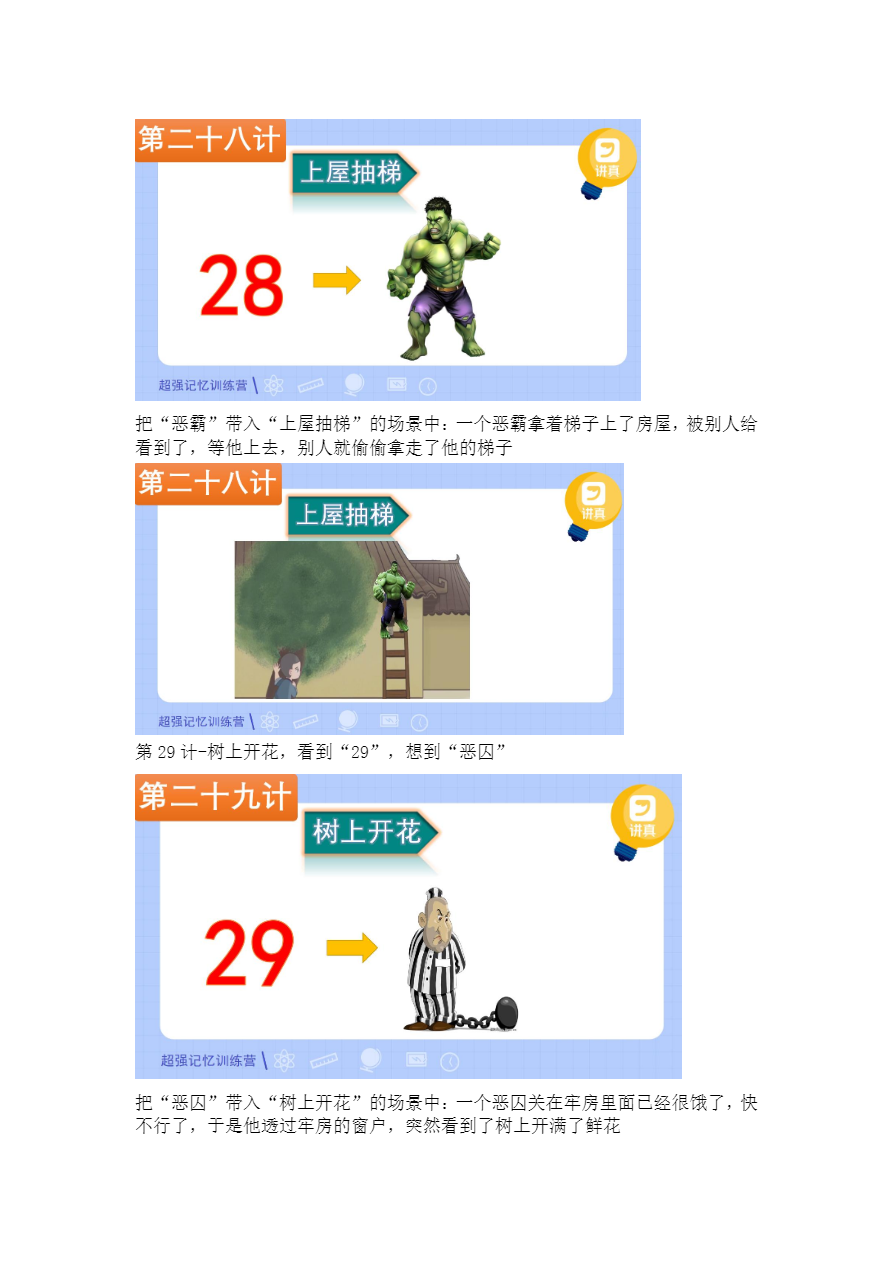 第二十八计
上屋抽梯
讲真
28
超强记忆训练营
把“恶霸”带入“上屋抽梯”的场景中：一个恶霸拿着梯子上了房屋，被别人给
看到了，等他上去，别人就偷偷拿走了他的梯子
第二十八计
上屋抽梯
讲真
超强记忆训练营
第 29 计-树上开花，看到“29”，想到“恶囚”
第二十九计
树上开花
讲真
29
超强记忆训练营
把“恶囚”带入“树上开花”的场景中：一个恶囚关在牢房里面已经很饿了，快
不行了，于是他透过牢房的窗户，突然看到了树上开满了鲜花